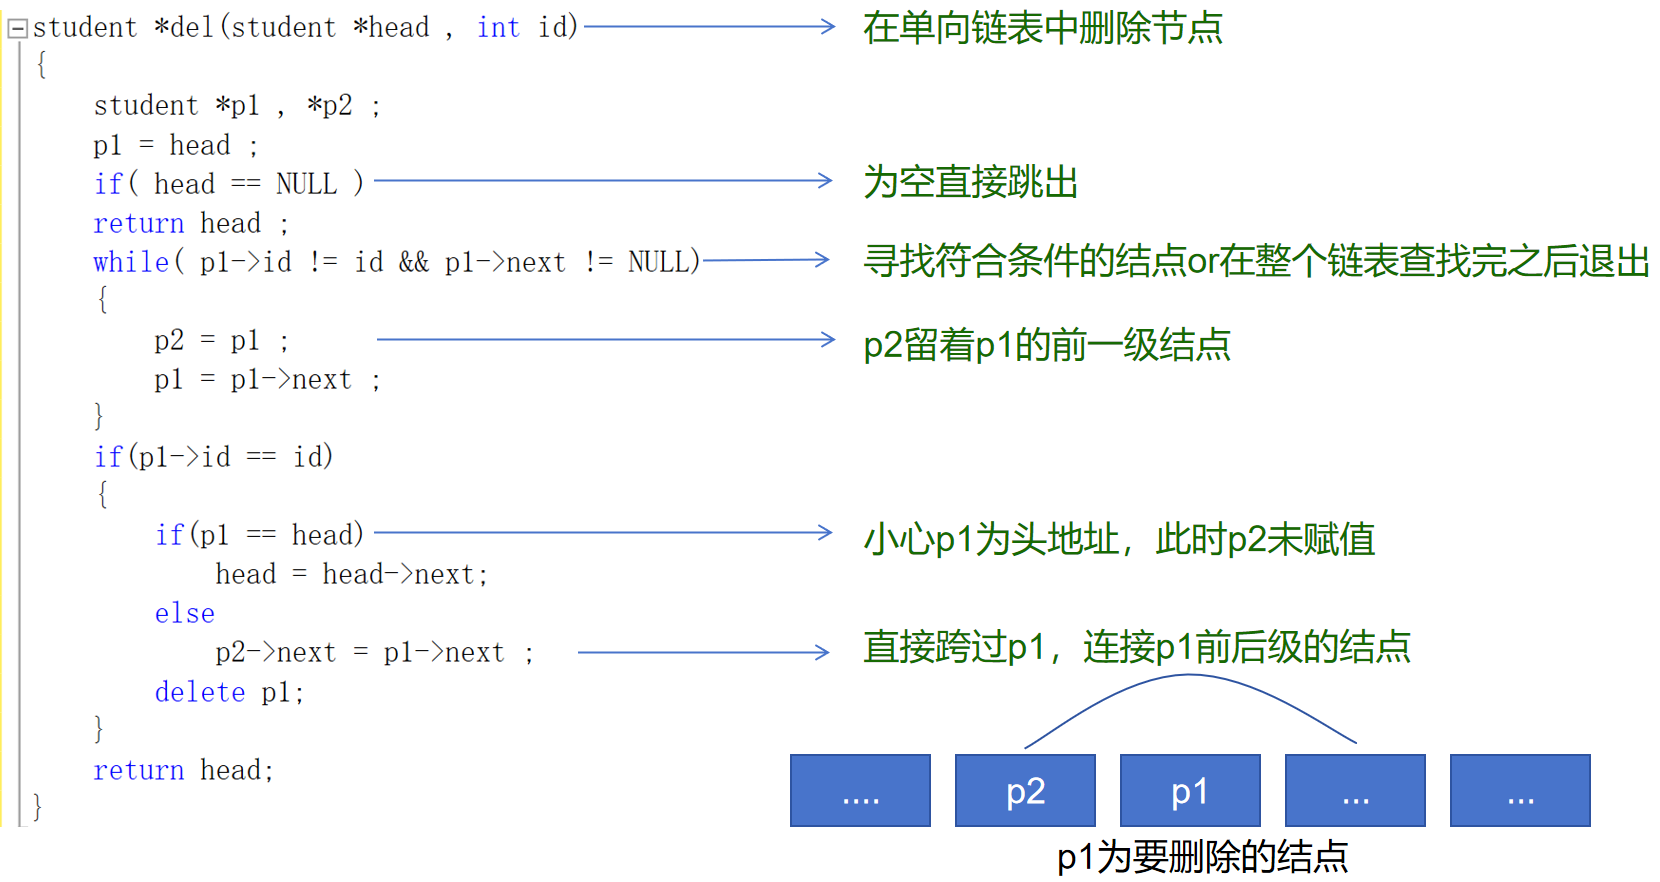 student *del(student *head , int id) 在单向链表中删除节点
{
student *p1 , *p2 ;
p1 = head ;
if( head == NULL ) 为空直接跳出
return head ;
while( p1->id != id && p1->next != NULL) 寻找符合条件的结点or在整个链表查找完之后退出
{
p2 = p1 ; p2留着p1的前一级结点
p1 = p1->next ;
}
if(p1->id == id)
{
if(p1 == head) 小心p1为头地址，此时p2未赋值
head = head->next;
else
p2->next = p1->next ; 直接跨过p1，连接p1前后级的结点
delete p1;
}
return head;
}
.... p2 p1 ... ...
p1为要删除的结点